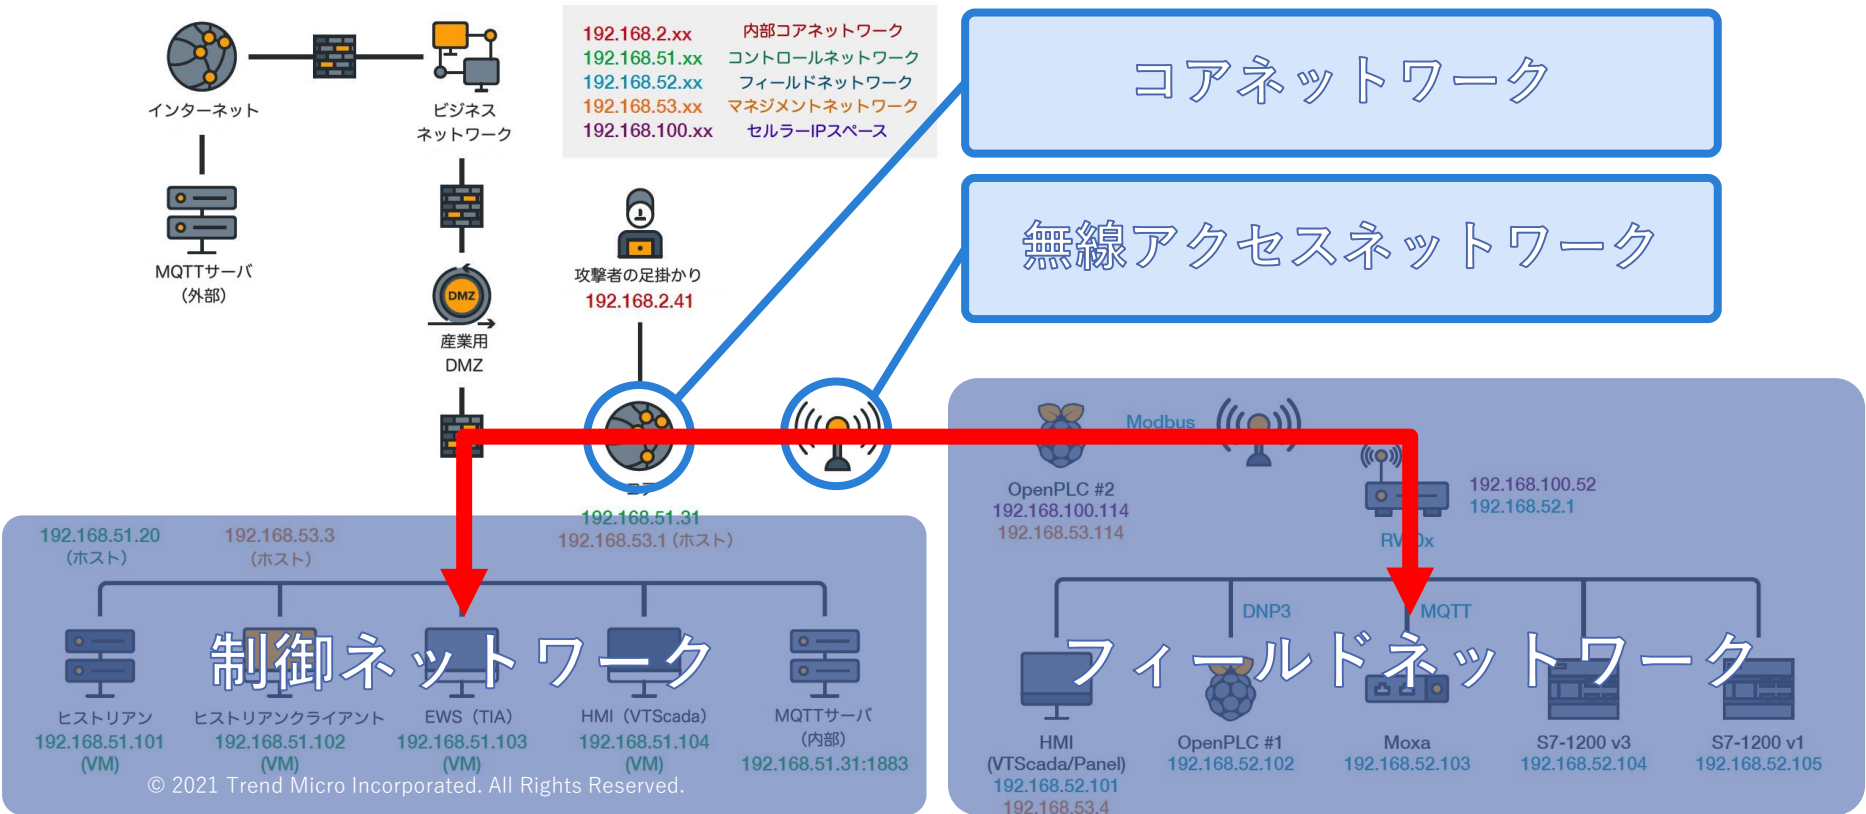 インターネット
ビジネス
ネットワーク
MQTTサーバ
(外部)
DMZ
産業用
DMZ
192.168.2.xx 内部コアネットワーク
192.168.51.xx コントロールネットワーク
192.168.52.xx フィールドネットワーク
192.168.53.xx マネジメントネットワーク
192.168.100.xx セルラーIPスペース
攻撃者の足掛かり
192.168.2.41
コアネットワーク
無線アクセスネットワーク
コア
192.168.51.31
192.168.53.1 (ホスト)
192.168.51.20
(ホスト)
192.168.53.3
(ホスト)
制御ネットワーク
ヒストリアン
192.168.51.101
(VM)
ヒストリアンクライアント
192.168.51.102
(VM)
EWS (TIA)
192.168.51.103
(VM)
HMI (VTScada)
192.168.51.104
(VM)
MQTTサーバ
(内部)
192.168.51.31:1883
© 2021 Trend Micro Incorporated. All Rights Reserved.
Modbus
OpenPLC #2
192.168.100.114
192.168.53.114
192.168.100.52
192.168.52.1
DNP3
MQTT
フィールドネットワーク
HMI
(VTScada/Panel)
192.168.52.101
192.168.53.4
OpenPLC #1
192.168.52.102
Moxa
192.168.52.103
S7-1200 v3
192.168.52.104
S7-1200 v1
192.168.52.105